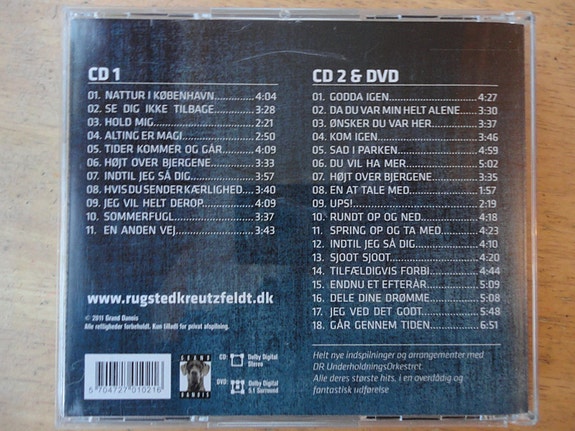 CD 1
01. NATTUR I KØBENHAVN 4:04
02. SE DIG IKKE TILBAGE 3:28
03. HOLD MIG 2:21
04. ALTING ER MAGI 2:50
05. TIDER KOMMER OG GÅR 4:09
06. HØJT OVER BJERGENE 3:33
07. INDTIL JEG SÅ DIG 3:57
08. HVIS DU SENDER KÆRLIGHED 3:40
09. JEG VIL HELT DEROP 4:09
10. SOMMERFUGL 3:37
11. EN ANDEN VEJ 3:43
www.rugstedkreutzfeldt.dk
© 2011 Grand Danois
Alle rettigheder forbeholdt. Kun tilladt for privat afspilning.
5 704727 010216
GRAND
DANOIS
CD: Dolby Digital
Stereo
DVD: Dolby Digital
5.1 Surround
CD 2 & DVD
01. GODDA IGEN 4:27
02. DA DU VAR MIN HELT ALENE 3:30
03. ØNSKER DU VAR HER 3:37
04. KOM IGEN 3:46
05. SAD I PARKEN 4:59
06. DU VIL HA MER 5:02
07. HØJT OVER BJERGENE 3:35
08. EN AT TALE MED 1:57
09. UPS! 2:19
10. RUNDT OP OG NED 4:18
11. SPRING OP OG TA MED 4:23
12. INDTIL JEG SÅ DIG 4:10
13. SJOOT SJOOT 4:20
14. TILFÆLDIGVIS FORBI 4:44
15. ENDNU ET EFTERÅR 5:09
16. DELE DINE DRØMME 5:08
17. JEG VED DET GODT 5:48
18. GÅR GENNEM TIDEN 6:51
Helt nye indspilninger og arrangementer med
DR UnderholdningsOrkestret.
Alle deres største hits, i en overdådig og
fantastisk udførelse